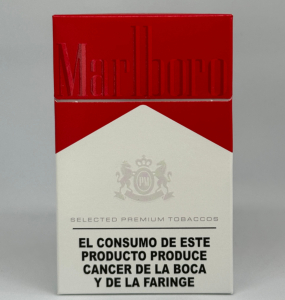 Marlboro
SELECTED PREMIUM TOBACCOS
EL CONSUMO DE ESTE
PRODUCTO PRODUCE
CANCER DE LA BOCA
Y DE LA FARINGE